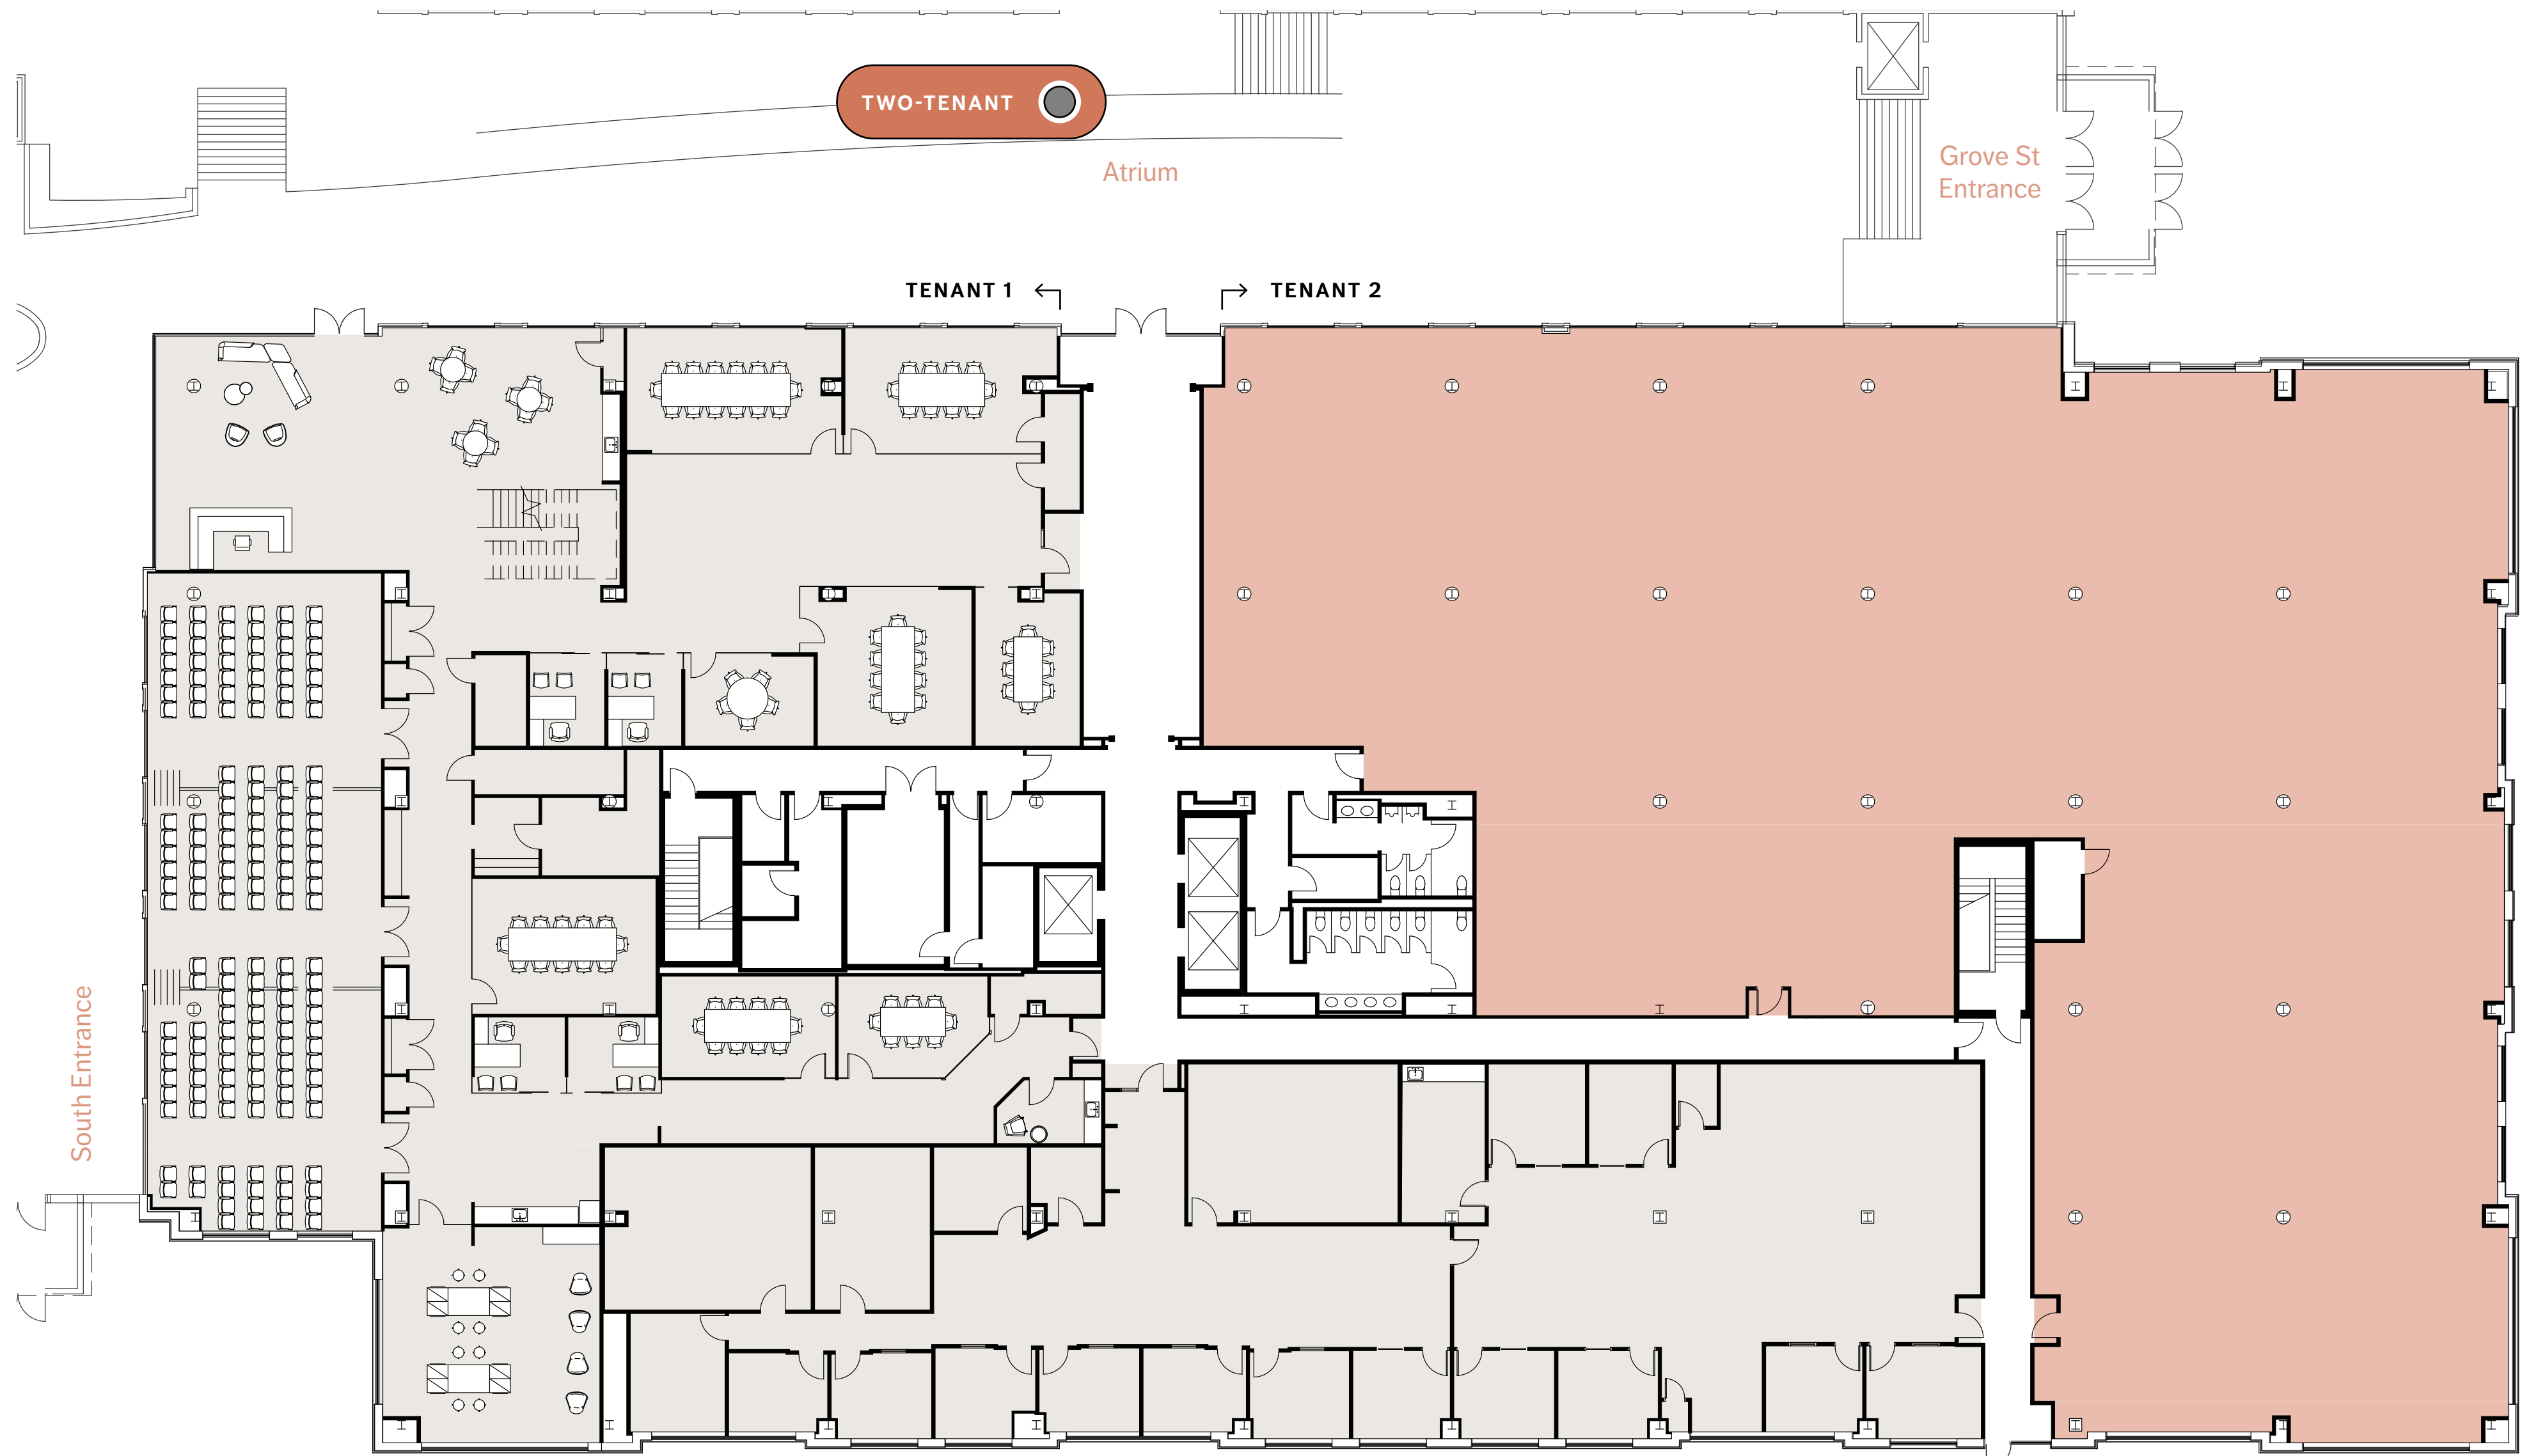 TWO-TENANT
Atrium
Grove St
Entrance
TENANT 1
TENANT 2
South Entrance